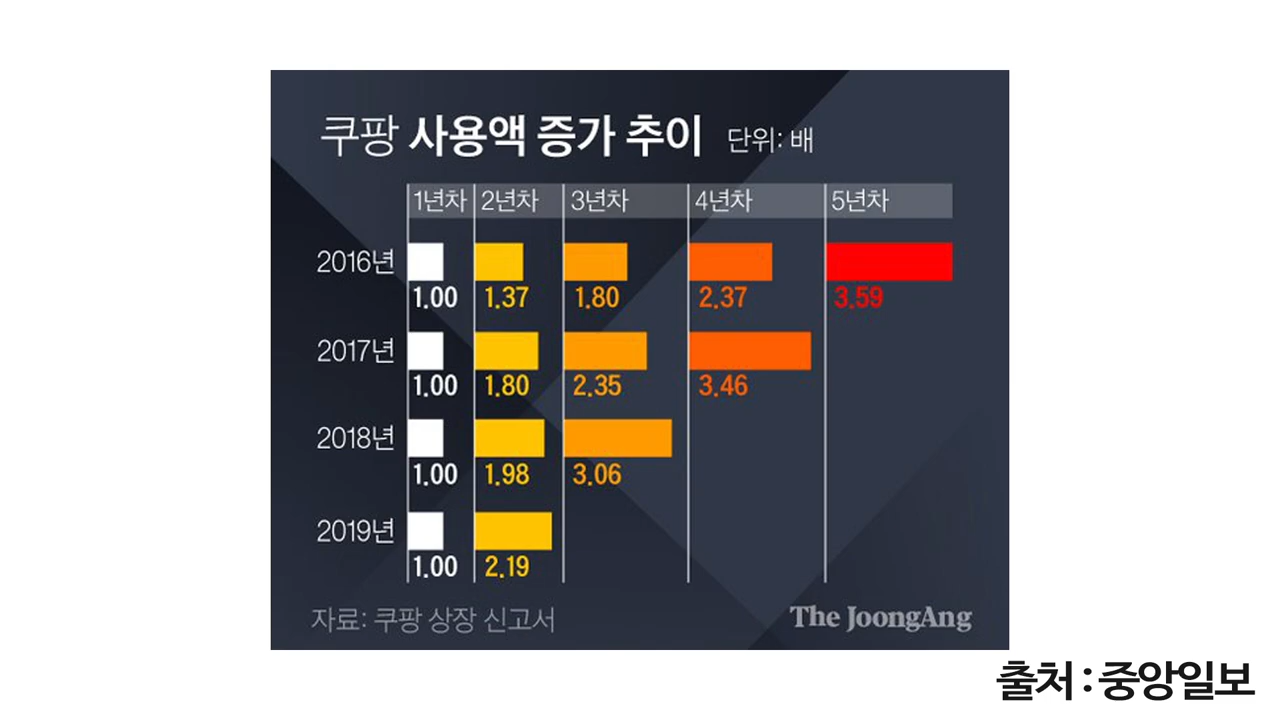 쿠팡 사용액 증가 추이 단위: 배
1년차 2년차 3년차 4년차 5년차
2016년
1.00 1.37 1.80 2.37 3.59
2017년
1.00 1.80 2.35 3.46
2018년
1.00 1.98 3.06
2019년
1.00 2.19
자료: 쿠팡 상장 신고서 The JoongAng
출처 : 중앙일보